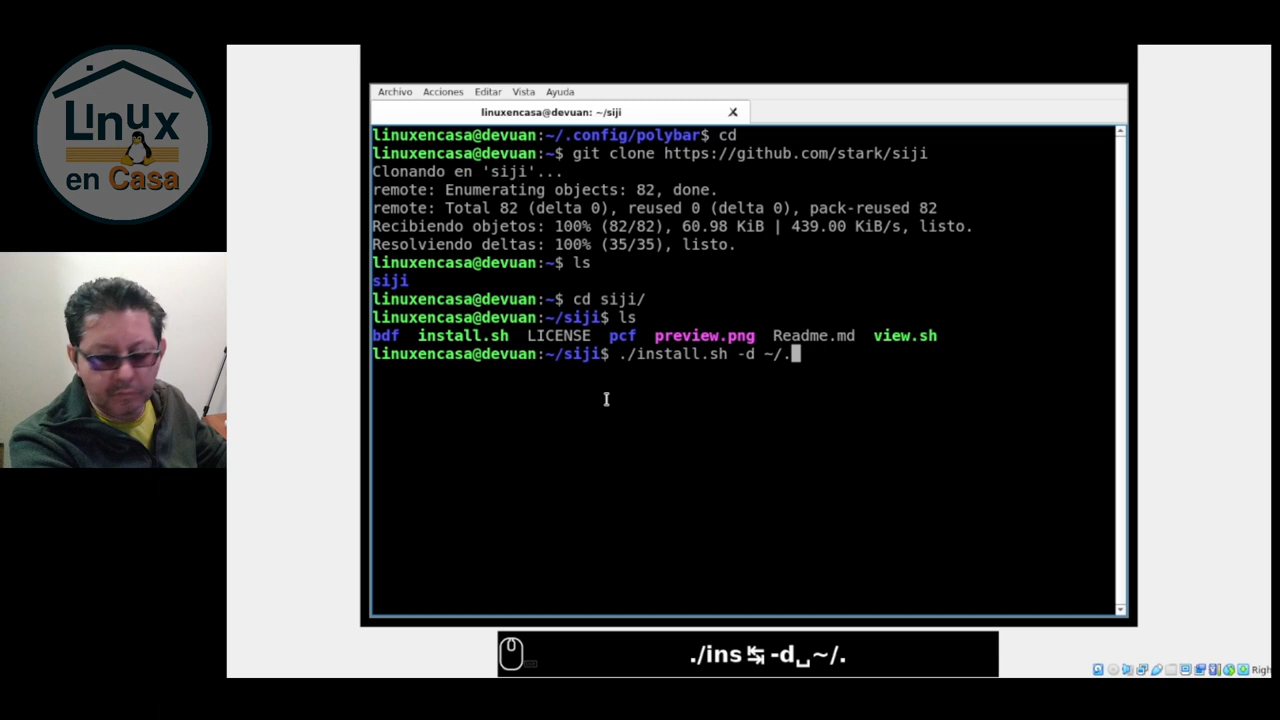 Linux
en Casa
Archivo Acciones Editar Vista Ayuda
linuxencasa@devuan: ~/siji
linuxencasa@devuan:~/.config/polybar$ cd
linuxencasa@devuan:~$ git clone https://github.com/stark/siji
Clonando en 'siji'...
remote: Enumerating objects: 82, done.
remote: Total 82 (delta 0), reused 0 (delta 0), pack-reused 82
Recibiendo objetos: 100% (82/82), 60.98 KiB | 439.00 KiB/s, listo.
Resolviendo deltas: 100% (35/35), listo.
linuxencasa@devuan:~$ ls
siji
linuxencasa@devuan:~$ cd siji/
linuxencasa@devuan:~/siji$ ls
bdf install.sh LICENSE pcf preview.png Readme.md view.sh
linuxencasa@devuan:~/siji$ ./install.sh -d ~/.
./ins↹ -d␣~/.
Righ